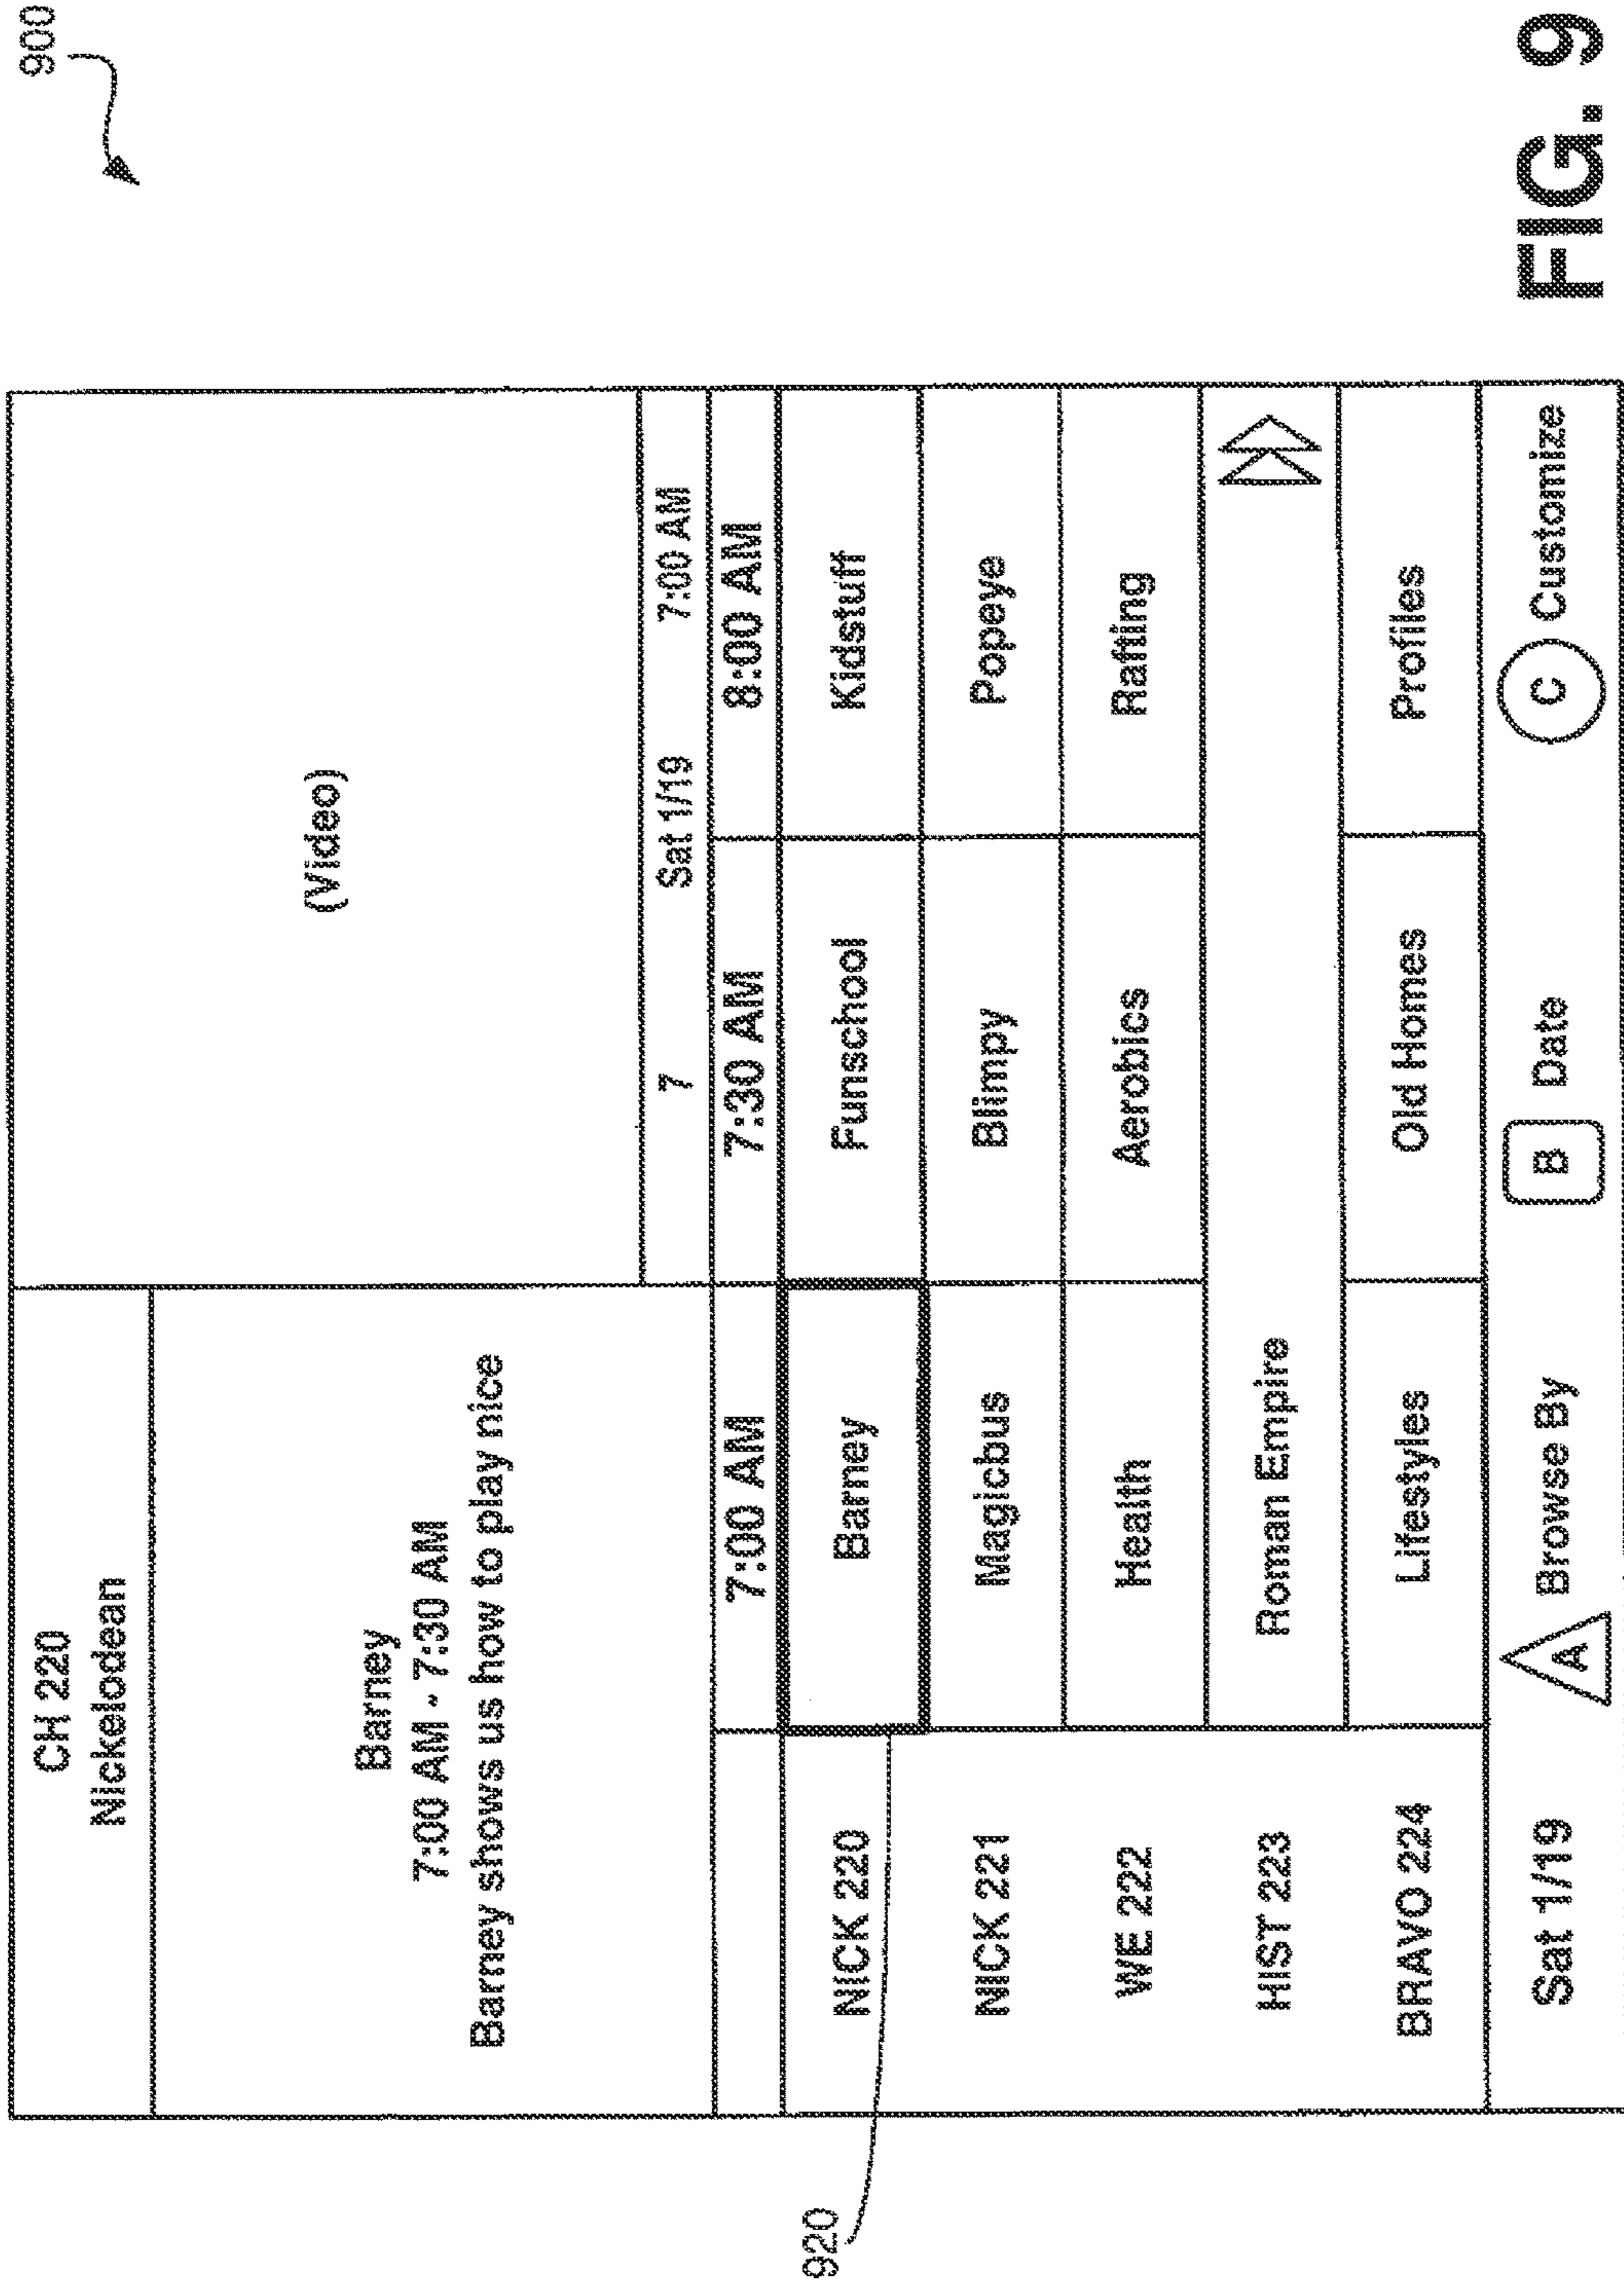 900
CH 220
Nickelodean
Barney
7:00 AM - 7:30 AM
Barney shows us how to play nice
(Video)
7 Sat 1/19 7:00 AM
7:00 AM 7:30 AM 8:00 AM
NICK 220 Barney Funschool Kidstuff
NICK 221 Magicbus Blimpy Popeye
WE 222 Health Aerobics Rafting
HIST 223 Roman Empire
BRAVO 224 Lifestyles Old Homes Profiles
Sat 1/19 A Browse By B Date C Customize
920
FIG. 9